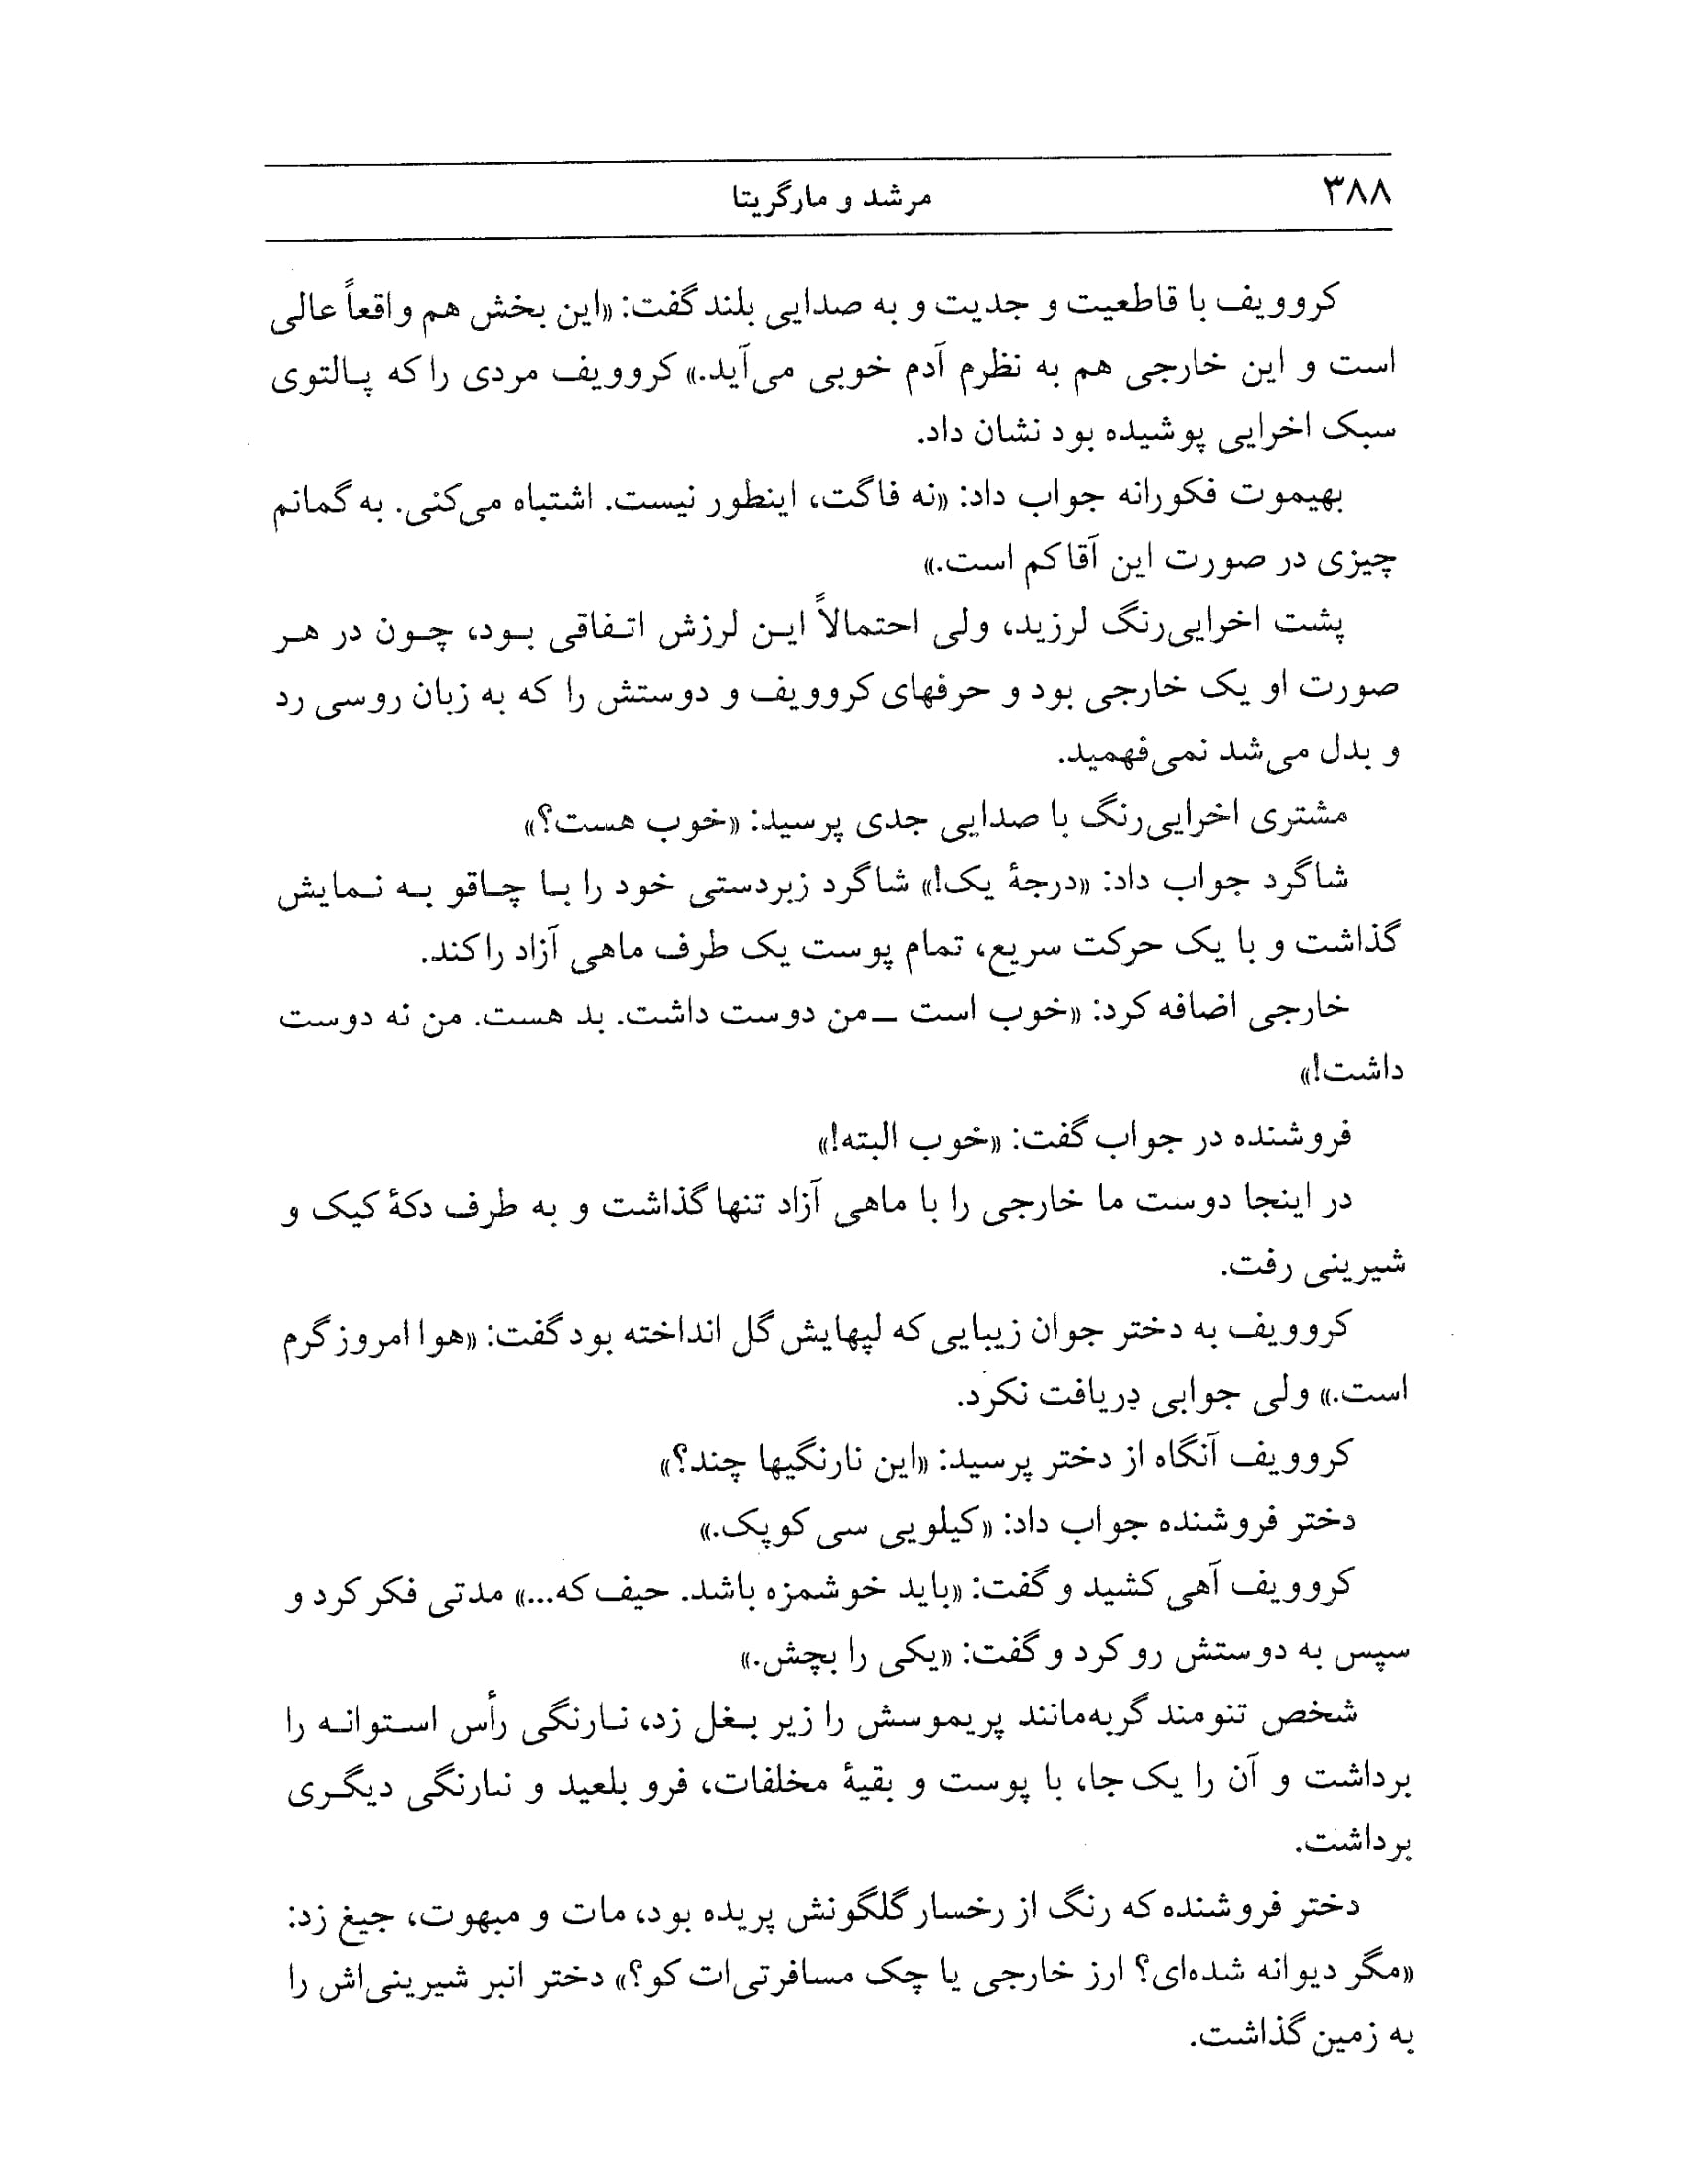 ۳۸۸
مرشد و مارگریتا
کروویف با قاطعیت و جدیت و به صدایی بلند گفت: «این بخش هم واقعاً عالی
است و این خارجی هم به نظرم آدم خوبی می‌آید.» کروویف مردی را که پالتوی
سبک اخرایی پوشیده بود نشان داد.
بهیموت فکورانه جواب داد: «نه فاگت، اینطور نیست. اشتباه می‌کنی. به گمانم
چیزی در صورت این آقا کم است.»
پشت اخرایی‌رنگ لرزید، ولی احتمالاً این لرزش اتفاقی بود، چون در هر
صورت او یک خارجی بود و حرفهای کروویف و دوستش را که به زبان روسی رد
و بدل می‌شد نمی‌فهمید.
مشتری اخرایی‌رنگ با صدایی جدی پرسید: «خوب هست؟»
شاگرد جواب داد: «درجهٔ یک!» شاگرد زبردستی خود را با چاقو به نمایش
گذاشت و با یک حرکت سریع، تمام پوست یک طرف ماهی آزاد را کند.
خارجی اضافه کرد: «خوب است ــ من دوست داشت. بد هست. من نه دوست
داشت!»
فروشنده در جواب گفت: «خوب البته!»
در اینجا دوست ما خارجی را با ماهی آزاد تنها گذاشت و به طرف دکهٔ کیک و
شیرینی رفت.
کروویف به دختر جوان زیبایی که لپهایش گل انداخته بود گفت: «هوا امروز گرم
است.» ولی جوابی دریافت نکرد.
کروویف آنگاه از دختر پرسید: «این نارنگیها چند؟»
دختر فروشنده جواب داد: «کیلویی سی کوپک.»
کروویف آهی کشید و گفت: «باید خوشمزه باشد. حیف که...» مدتی فکر کرد و
سپس به دوستش رو کرد و گفت: «یکی را بچش.»
شخص تنومند گربه‌مانند پریموسش را زیر بغل زد، نارنگی رأس استوانه را
برداشت و آن را یک جا، با پوست و بقیهٔ مخلفات، فرو بلعید و نارنگی دیگری
برداشت.
دختر فروشنده که رنگ از رخسار گلگونش پریده بود، مات و مبهوت، جیغ زد:
«مگر دیوانه شده‌ای؟ ارز خارجی یا چک مسافرتی‌ات کو؟» دختر انبر شیرینی‌اش را
به زمین گذاشت.